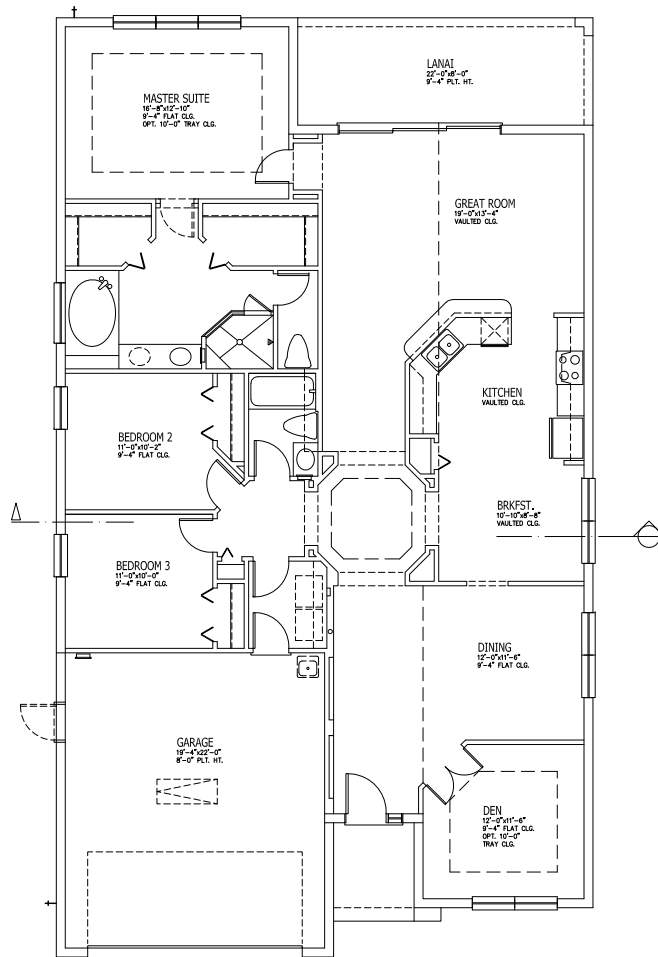 LANAI
22'-0"x8'-0"
9'-4" PLT. HT.
MASTER SUITE
16'-8"x12'-10"
9'-4" FLAT CLG.
OPT. 10'-0" TRAY CLG.
GREAT ROOM
19'-0"x13'-4"
VAULTED CLG.
KITCHEN
VAULTED CLG.
BEDROOM 2
11'-0"x10'-2"
9'-4" FLAT CLG.
BRKFST.
10'-10"x8'-8"
VAULTED CLG.
BEDROOM 3
11'-0"x10'-0"
9'-4" FLAT CLG.
DINING
12'-0"x11'-6"
9'-4" FLAT CLG.
GARAGE
19'-4"x22'-0"
8'-0" PLT. HT.
DEN
12'-0"x11'-6"
9'-4" FLAT CLG.
OPT. 10'-0"
TRAY CLG.